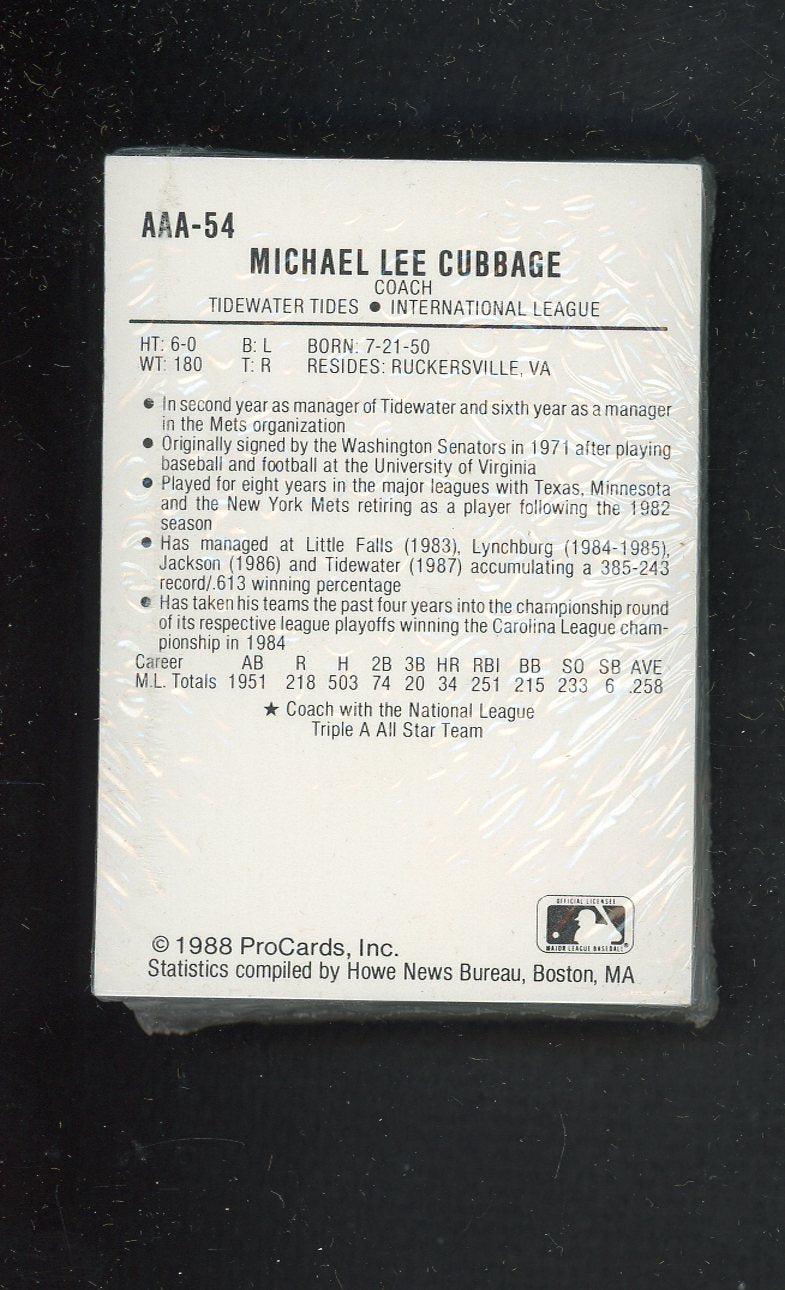 AAA-54
MICHAEL LEE CUBBAGE
COACH
TIDEWATER TIDES ● INTERNATIONAL LEAGUE
HT: 6-0 B: L BORN: 7-21-50
WT: 180 T: R RESIDES: RUCKERSVILLE, VA
● In second year as manager of Tidewater and sixth year as a manager
in the Mets organization
● Originally signed by the Washington Senators in 1971 after playing
baseball and football at the University of Virginia
● Played for eight years in the major leagues with Texas, Minnesota
and the New York Mets retiring as a player following the 1982
season
● Has managed at Little Falls (1983), Lynchburg (1984-1985),
Jackson (1986) and Tidewater (1987) accumulating a 385-243
record/.613 winning percentage
● Has taken his teams the past four years into the championship round
of its respective league playoffs winning the Carolina League cham-
pionship in 1984
Career AB R H 2B 3B HR RBI BB SO SB AVE
M.L. Totals 1951 218 503 74 20 34 251 215 233 6 .258
★ Coach with the National League
Triple A All Star Team
OFFICIAL LICENSEE
MAJOR LEAGUE BASEBALL®
© 1988 ProCards, Inc.
Statistics compiled by Howe News Bureau, Boston, MA